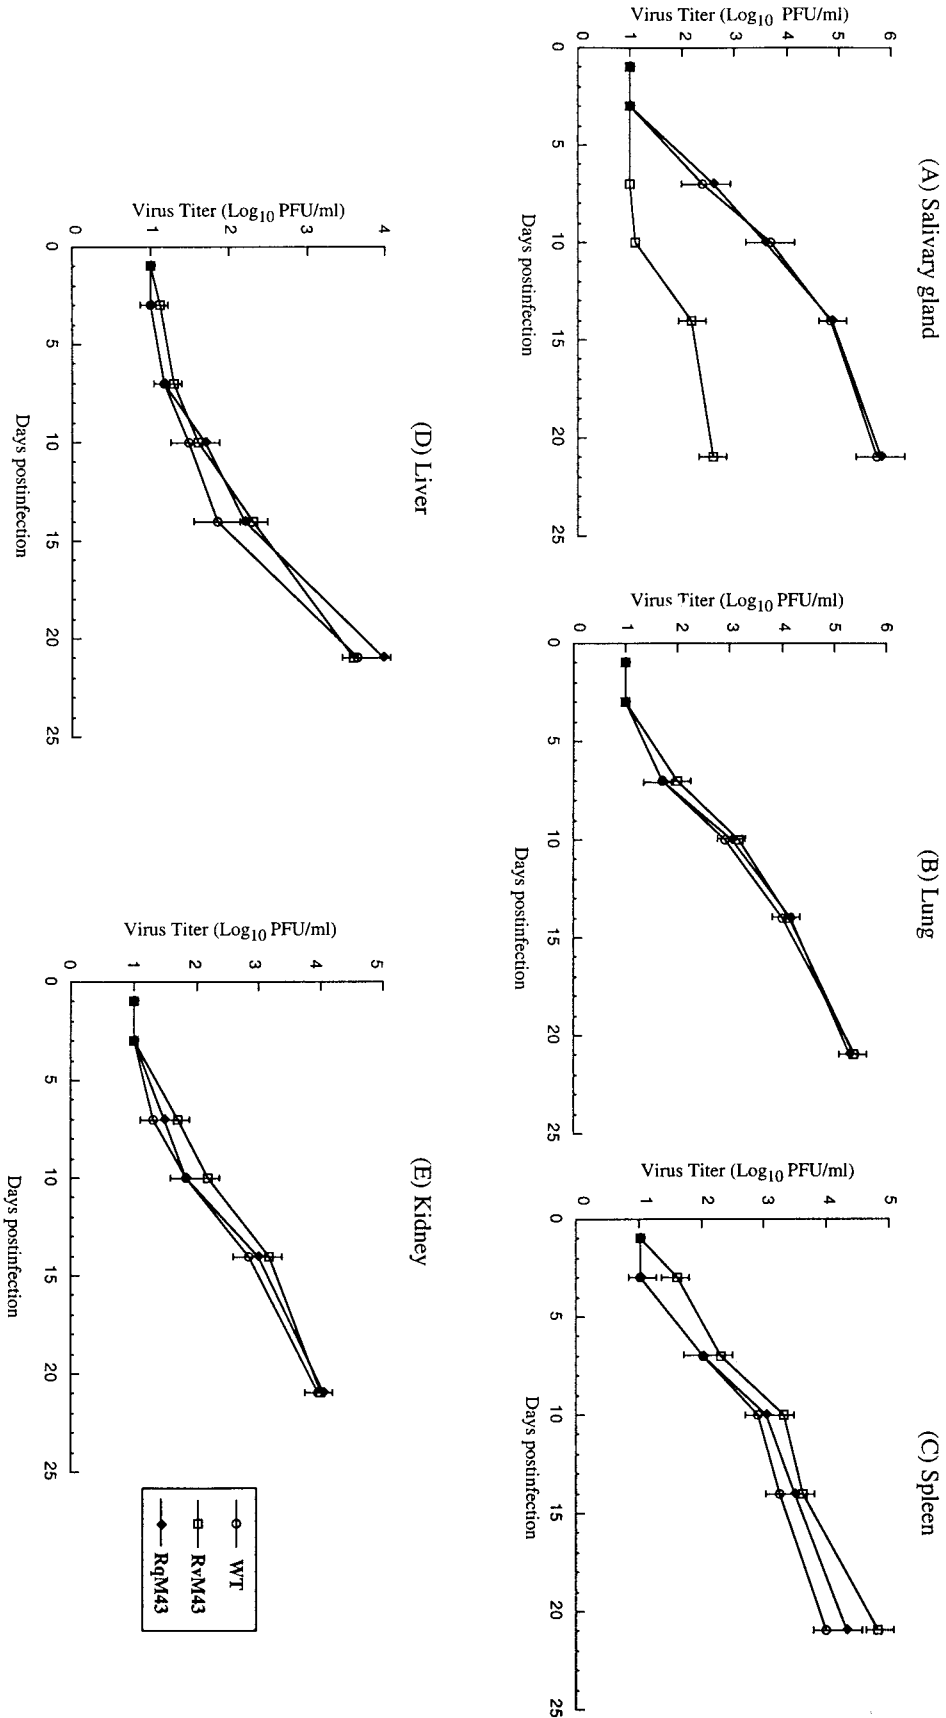 (A) Salivary gland
Virus Titer (Log10 PFU/ml)
6
5
4
3
2
1
0
0 5 10 15 20 25
Days postinfection
(B) Lung
Virus Titer (Log10 PFU/ml)
6
5
4
3
2
1
0
0 5 10 15 20 25
Days postinfection
(C) Spleen
Virus Titer (Log10 PFU/ml)
5
4
3
2
1
0
0 5 10 15 20 25
Days postinfection
(D) Liver
Virus Titer (Log10 PFU/ml)
4
3
2
1
0
0 5 10 15 20 25
Days postinfection
(E) Kidney
Virus Titer (Log10 PFU/ml)
5
4
3
2
1
0
0 5 10 15 20 25
Days postinfection
WT
RvM43
RqM43